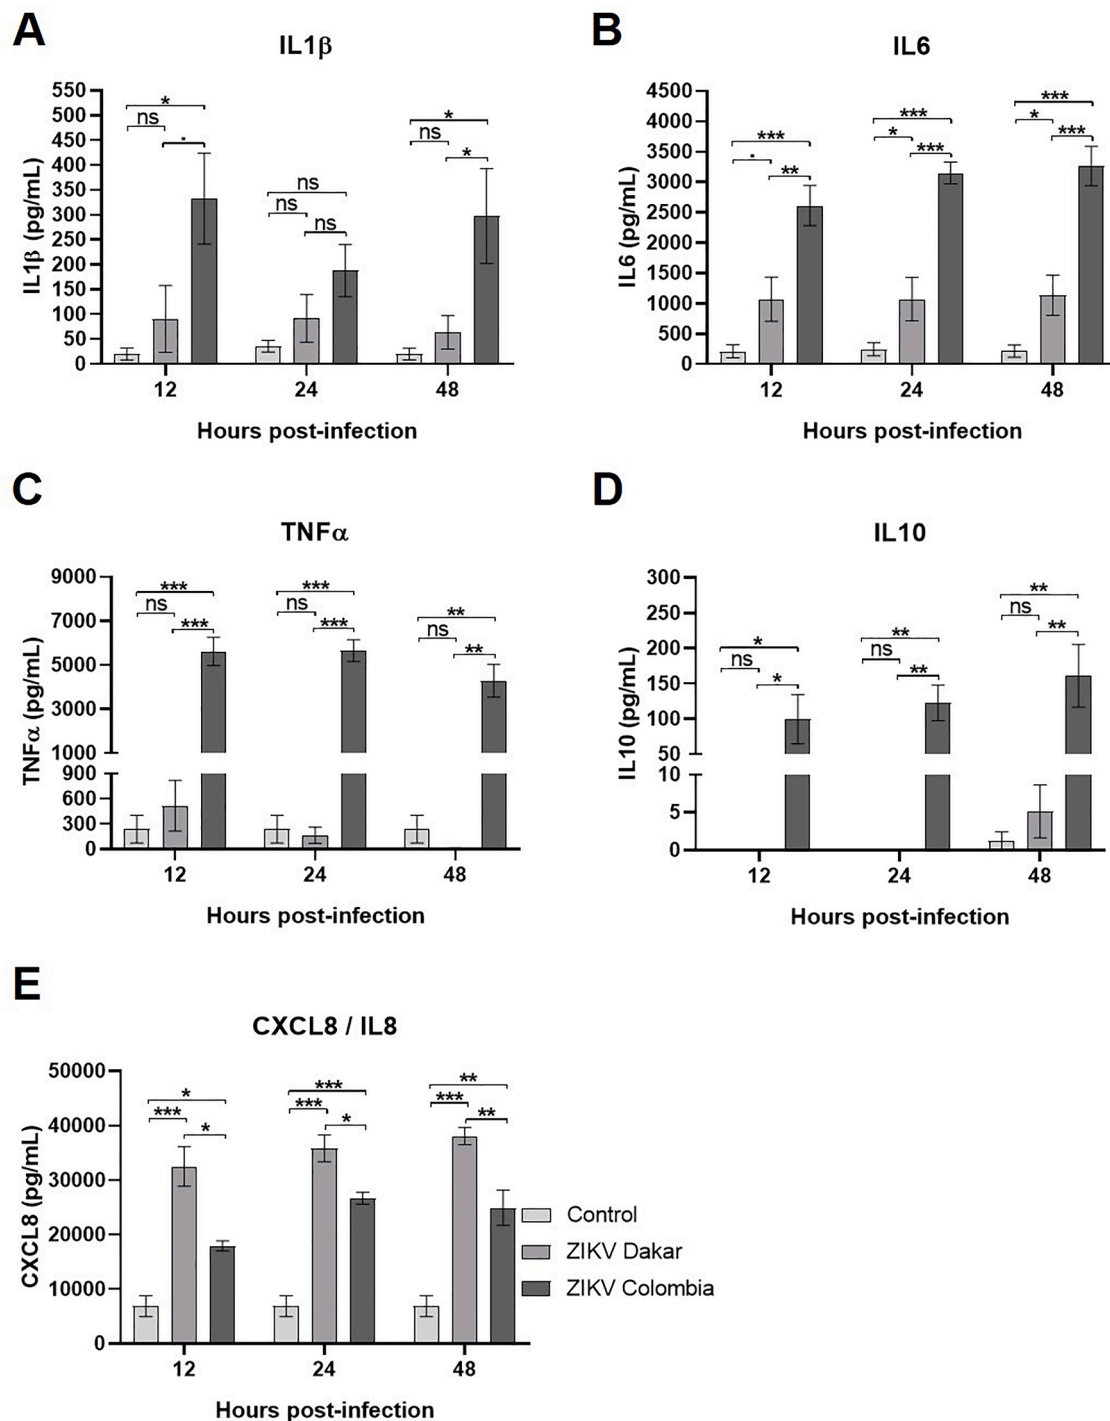 A
B
IL1β
IL6
550
500
450
400
350
300
250
200
150
100
50
0
IL1β (pg/mL)
*
ns
.
ns
ns
ns
*
ns
*
12
24
48
Hours post-infection
4500
4000
3500
3000
2500
2000
1500
1000
500
0
IL6 (pg/mL)
***
.
**
***
*
***
***
*
***
12
24
48
Hours post-infection
C
D
TNFα
IL10
9000
7000
5000
3000
1000
900
600
300
0
TNFα (pg/mL)
***
ns
***
***
ns
***
**
ns
**
12
24
48
Hours post-infection
300
250
200
150
100
50
10
5
0
IL10 (pg/mL)
*
ns
*
**
ns
**
**
ns
**
12
24
48
Hours post-infection
E
CXCL8 / IL8
50000
40000
30000
20000
10000
0
CXCL8 (pg/mL)
*
***
*
***
***
*
**
***
**
12
24
48
Hours post-infection
Control
ZIKV Dakar
ZIKV Colombia